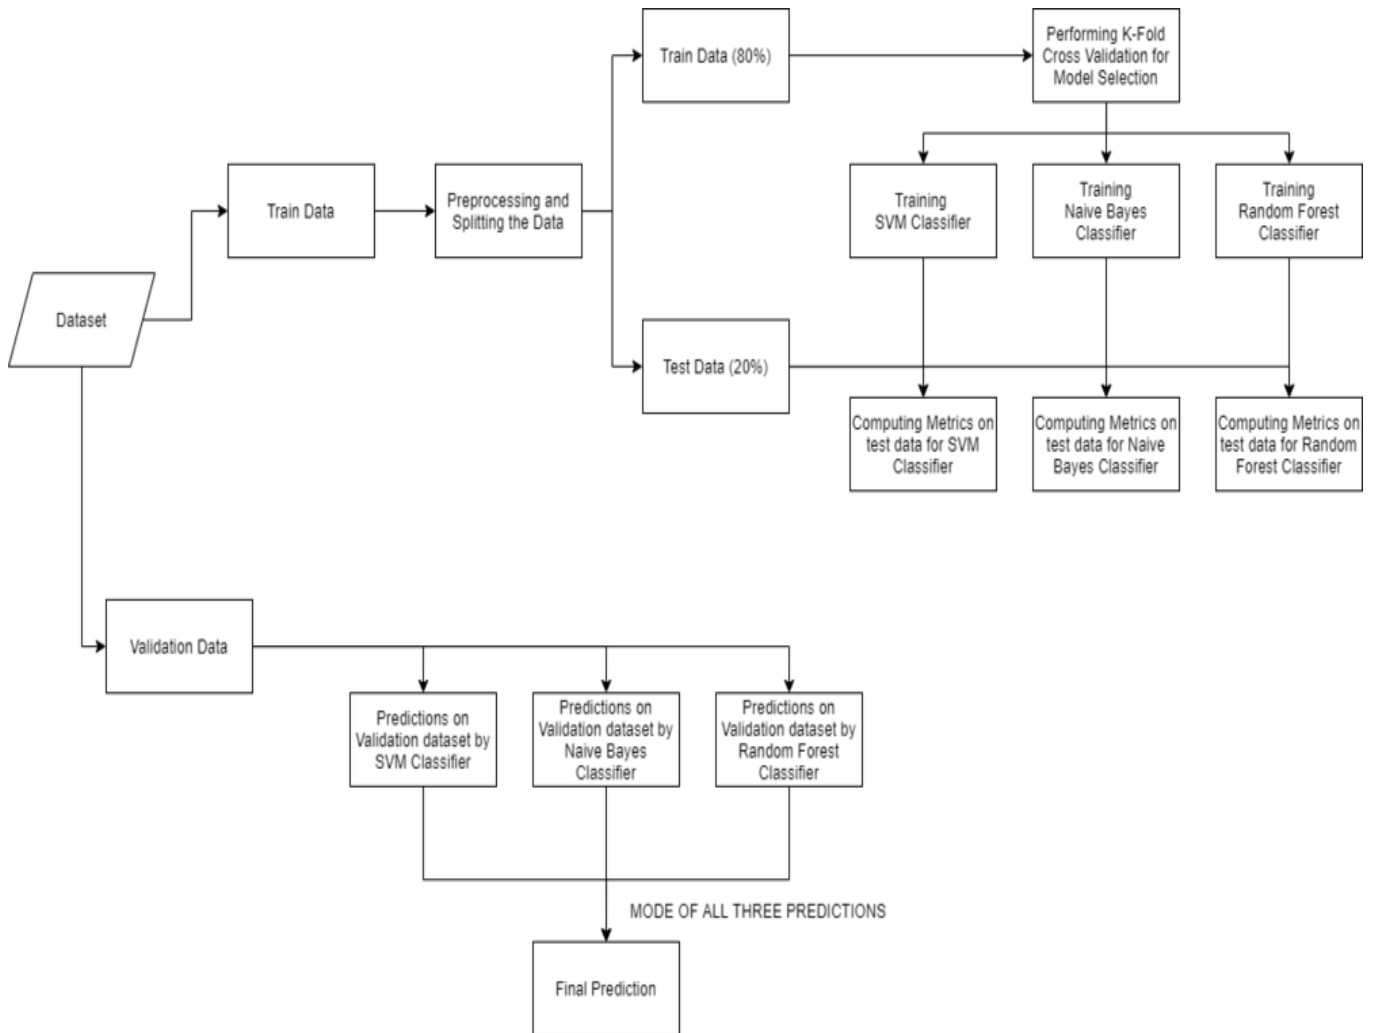 Train Data (80%)
Performing K-Fold
Cross Validation for
Model Selection
Train Data
Preprocessing and
Splitting the Data
Training
SVM Classifier
Training
Naive Bayes
Classifier
Training
Random Forest
Classifier
Dataset
Test Data (20%)
Computing Metrics on
test data for SVM
Classifier
Computing Metrics on
test data for Naive
Bayes Classifier
Computing Metrics on
test data for Random
Forest Classifier
Validation Data
Predictions on
Validation dataset by
SVM Classifier
Predictions on
Validation dataset by
Naive Bayes
Classifier
Predictions on
Validation dataset by
Random Forest
Classifier
MODE OF ALL THREE PREDICTIONS
Final Prediction